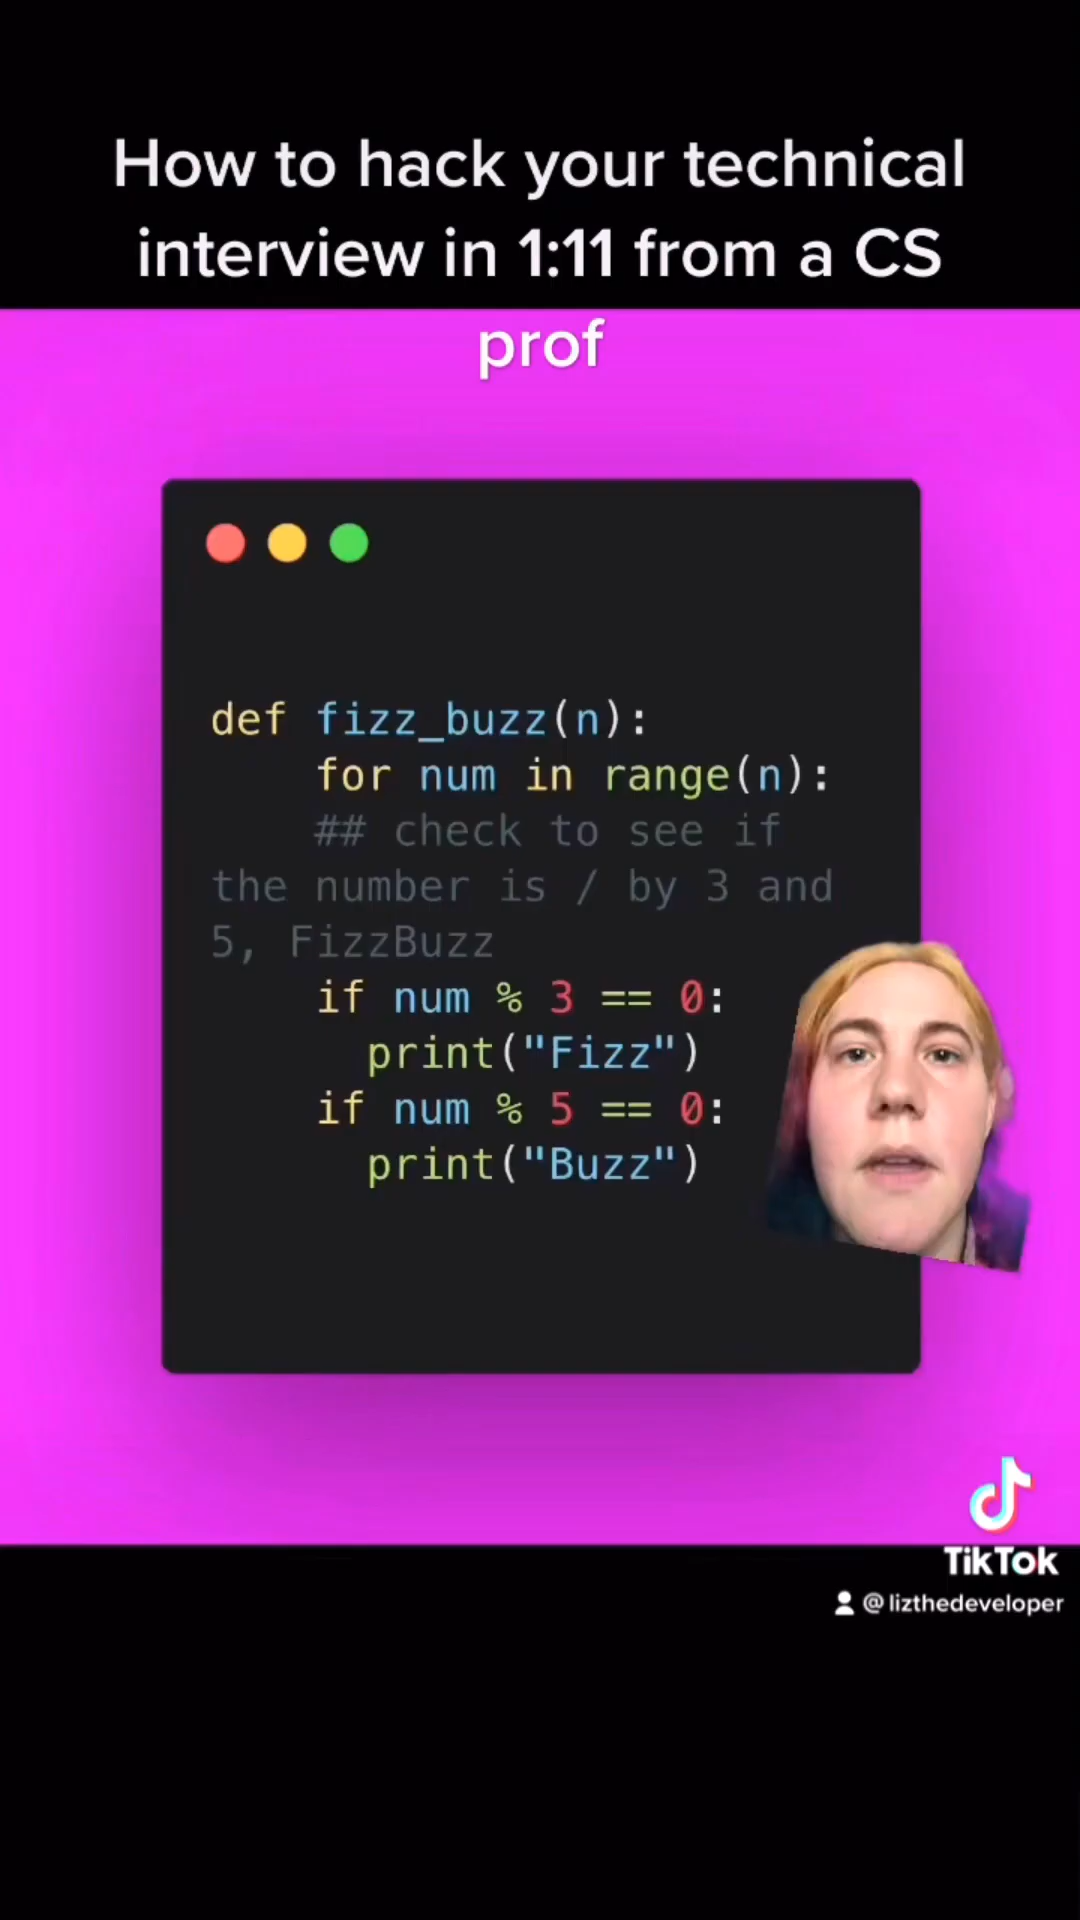 How to hack your technical
interview in 1:11 from a CS
prof
def fizz_buzz(n):
for num in range(n):
## check to see if
the number is / by 3 and
5, FizzBuzz
if num % 3 == 0:
print("Fizz")
if num % 5 == 0:
print("Buzz")
TikTok
@lizthedeveloper